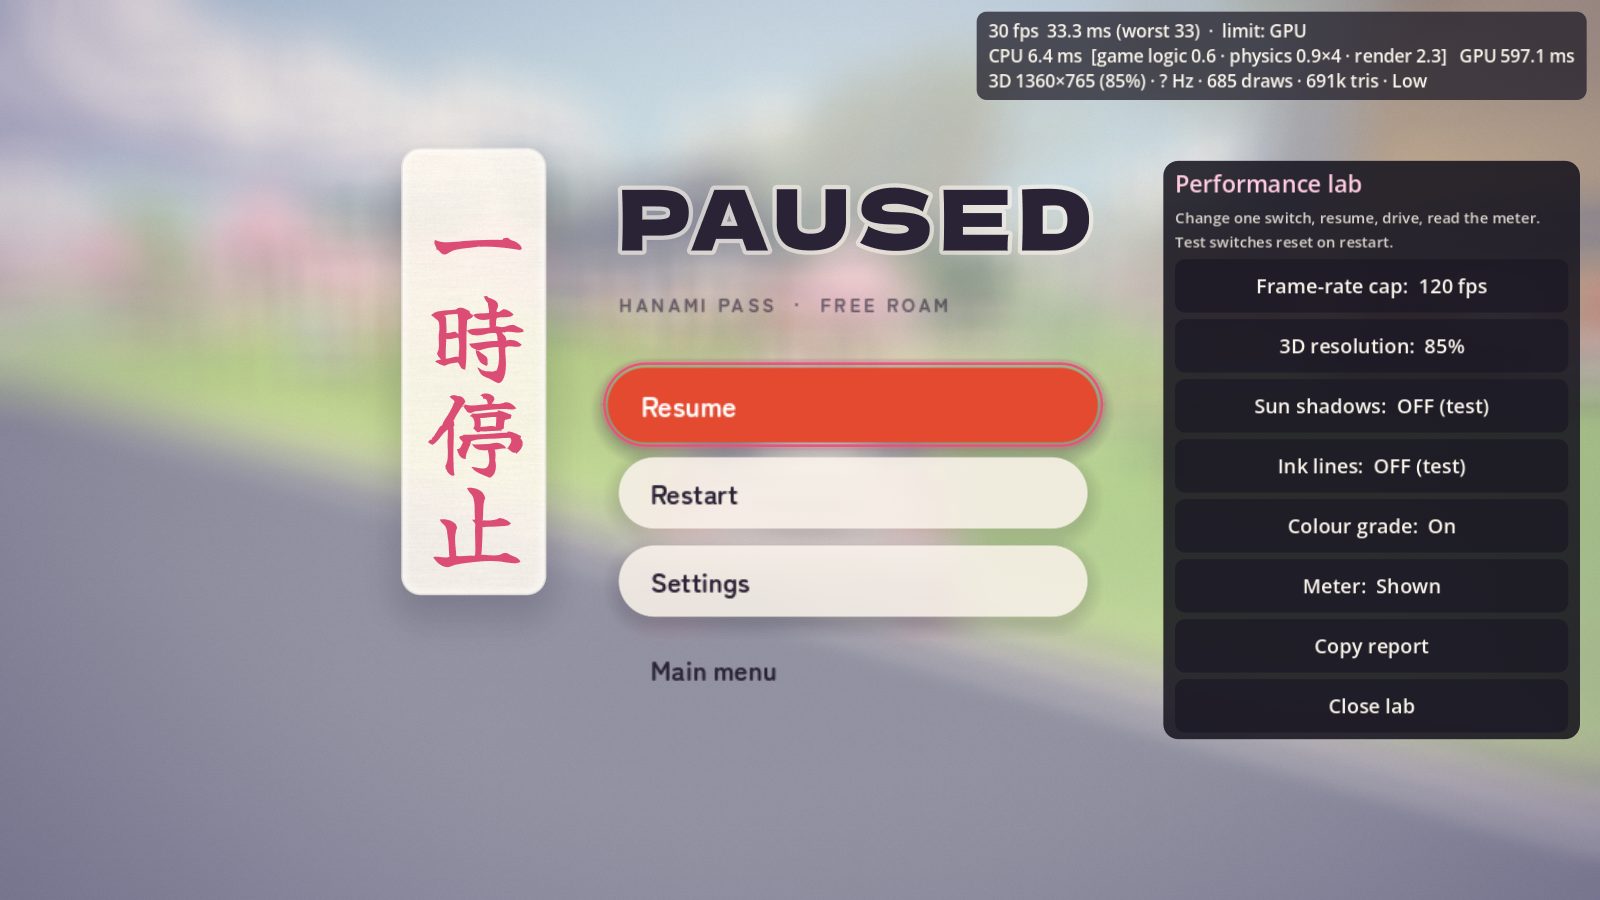 30 fps  33.3 ms (worst 33)  ·  limit: GPU
CPU 6.4 ms  [game logic 0.6 · physics 0.9×4 · render 2.3]  GPU 597.1 ms
3D 1360×765 (85%) · ? Hz · 685 draws · 691k tris · Low
一時停止
PAUSED
HANAMI PASS  ·  FREE ROAM
Resume
Restart
Settings
Main menu
Performance lab
Change one switch, resume, drive, read the meter.
Test switches reset on restart.
Frame-rate cap:  120 fps
3D resolution:  85%
Sun shadows:  OFF (test)
Ink lines:  OFF (test)
Colour grade:  On
Meter:  Shown
Copy report
Close lab